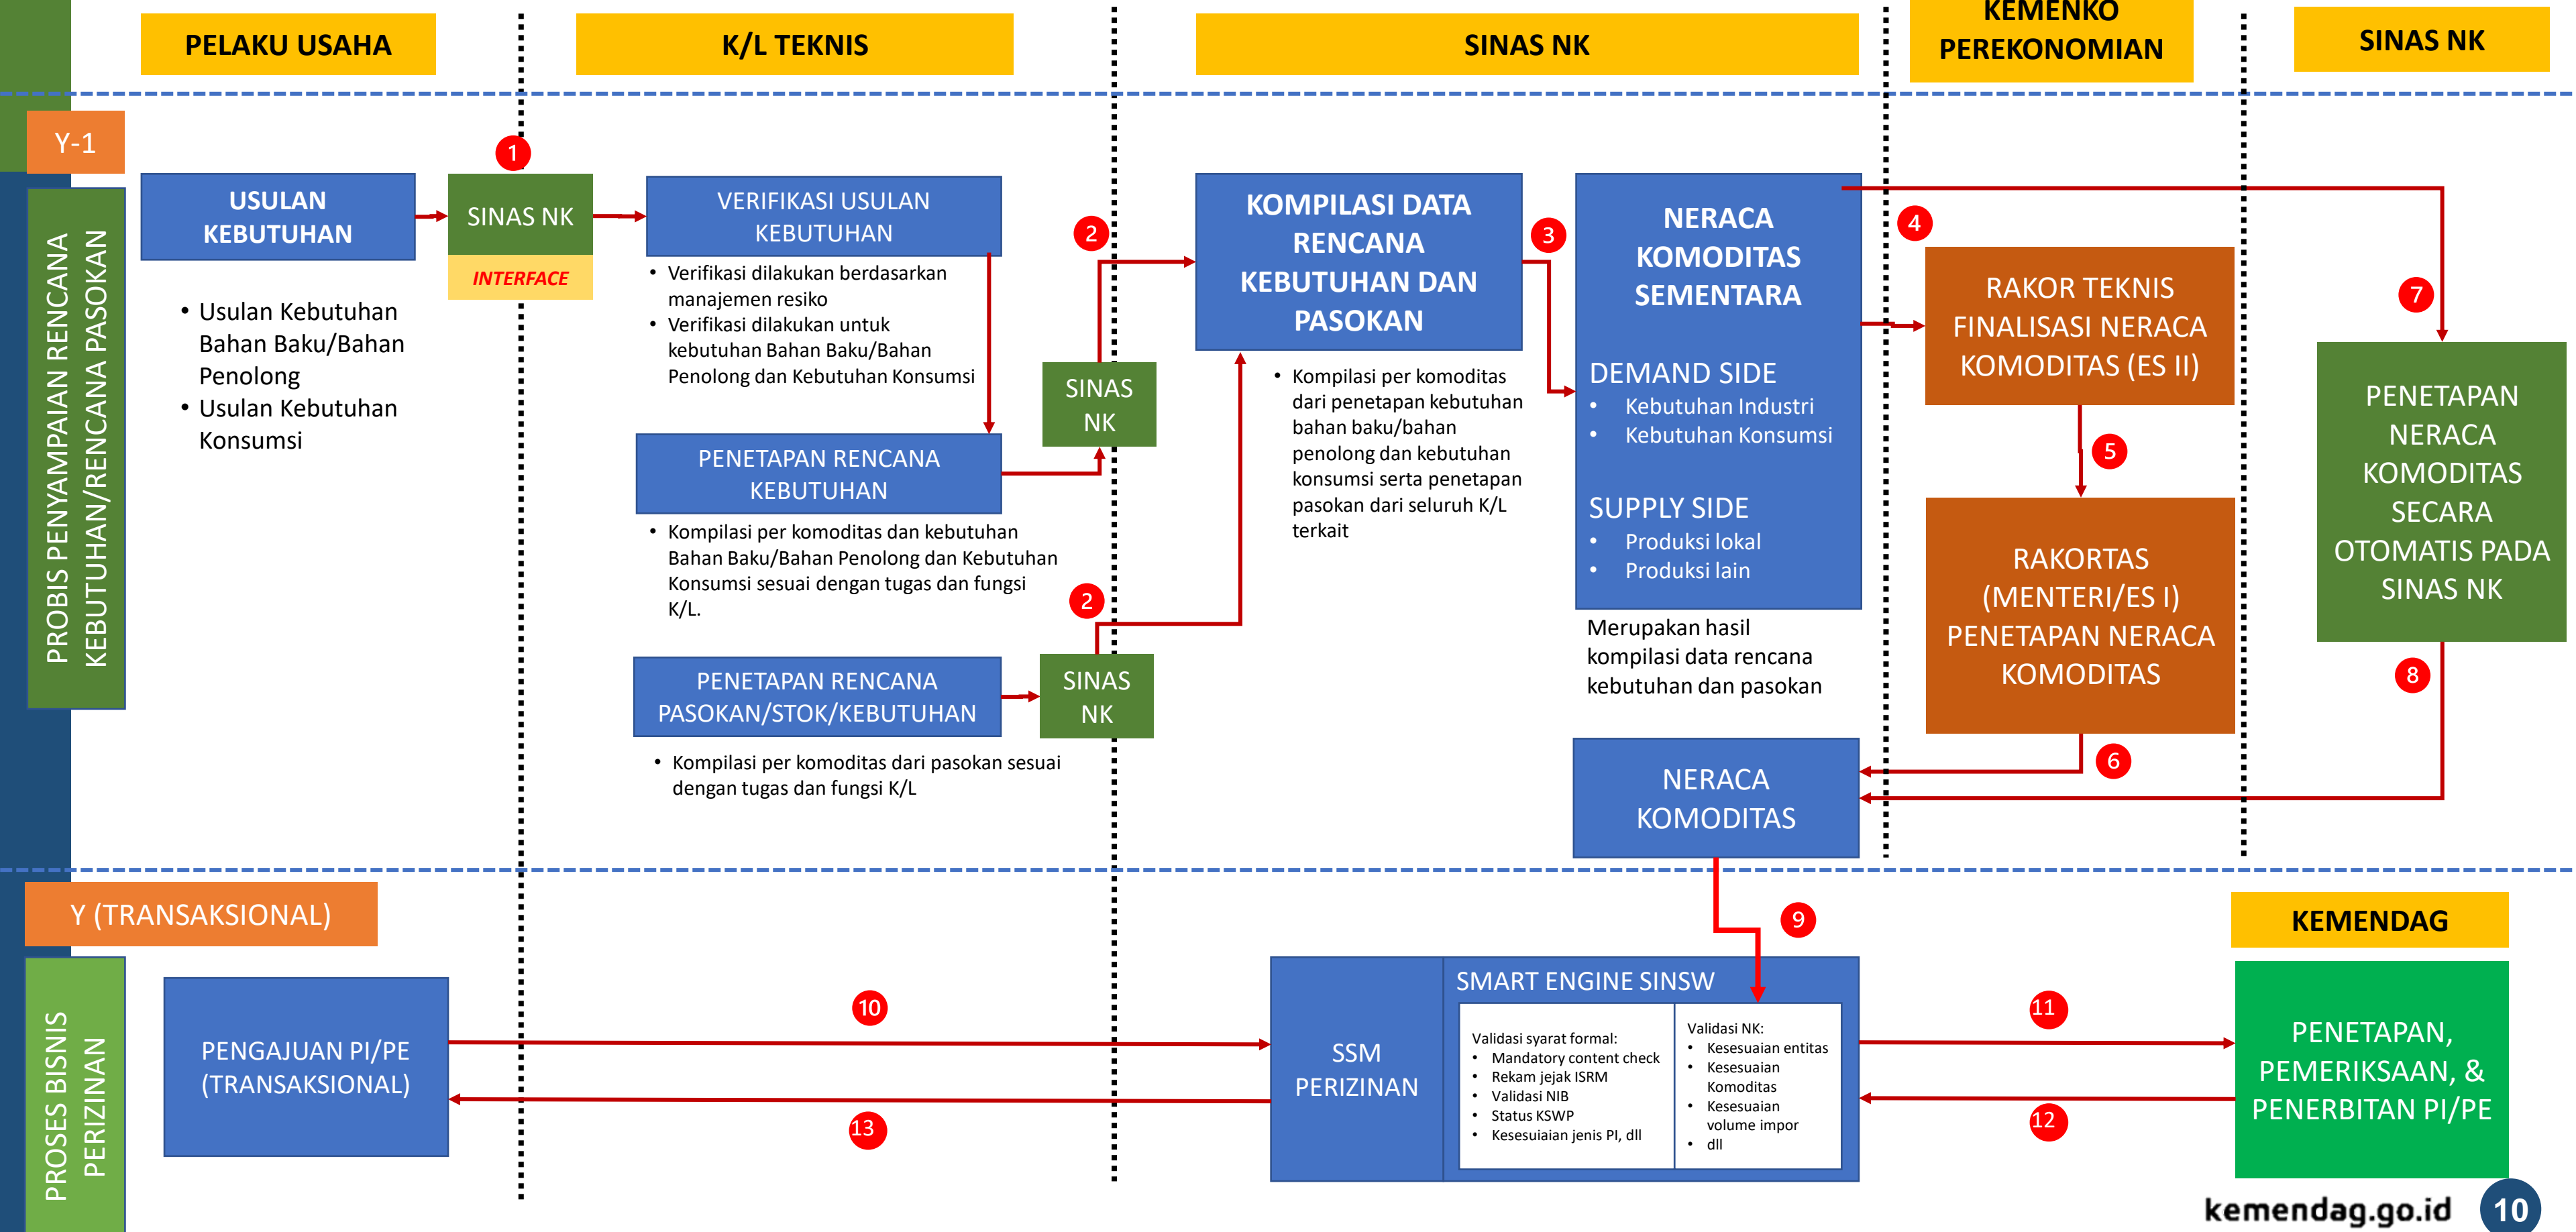 PELAKU USAHA
K/L TEKNIS
SINAS NK
KEMENKO
PEREKONOMIAN
SINAS NK
Y-1
PROBIS PENYAMPAIAN RENCANA
KEBUTUHAN/RENCANA PASOKAN
USULAN
KEBUTUHAN
• Usulan Kebutuhan
Bahan Baku/Bahan
Penolong
• Usulan Kebutuhan
Konsumsi
1
SINAS NK
INTERFACE
VERIFIKASI USULAN
KEBUTUHAN
• Verifikasi dilakukan berdasarkan
manajemen resiko
• Verifikasi dilakukan untuk
kebutuhan Bahan Baku/Bahan
Penolong dan Kebutuhan Konsumsi
PENETAPAN RENCANA
KEBUTUHAN
• Kompilasi per komoditas dan kebutuhan
Bahan Baku/Bahan Penolong dan Kebutuhan
Konsumsi sesuai dengan tugas dan fungsi
K/L.
PENETAPAN RENCANA
PASOKAN/STOK/KEBUTUHAN
• Kompilasi per komoditas dari pasokan sesuai
dengan tugas dan fungsi K/L
2
SINAS
NK
2
SINAS
NK
KOMPILASI DATA
RENCANA
KEBUTUHAN DAN
PASOKAN
• Kompilasi per komoditas
dari penetapan kebutuhan
bahan baku/bahan
penolong dan kebutuhan
konsumsi serta penetapan
pasokan dari seluruh K/L
terkait
3
NERACA
KOMODITAS
SEMENTARA
DEMAND SIDE
• Kebutuhan Industri
• Kebutuhan Konsumsi
SUPPLY SIDE
• Produksi lokal
• Produksi lain
Merupakan hasil
kompilasi data rencana
kebutuhan dan pasokan
NERACA
KOMODITAS
4
RAKOR TEKNIS
FINALISASI NERACA
KOMODITAS (ES II)
5
RAKORTAS
(MENTERI/ES I)
PENETAPAN NERACA
KOMODITAS
6
7
PENETAPAN
NERACA
KOMODITAS
SECARA
OTOMATIS PADA
SINAS NK
8
Y (TRANSAKSIONAL)
PROSES BISNIS
PERIZINAN
PENGAJUAN PI/PE
(TRANSAKSIONAL)
10
13
9
SSM
PERIZINAN
SMART ENGINE SINSW
Validasi syarat formal:
• Mandatory content check
• Rekam jejak ISRM
• Validasi NIB
• Status KSWP
• Kesesuiaian jenis PI, dll
Validasi NK:
• Kesesuaian entitas
• Kesesuaian
Komoditas
• Kesesuaian
volume impor
• dll
11
12
KEMENDAG
PENETAPAN,
PEMERIKSAAN, &
PENERBITAN PI/PE
kemendag.go.id
10